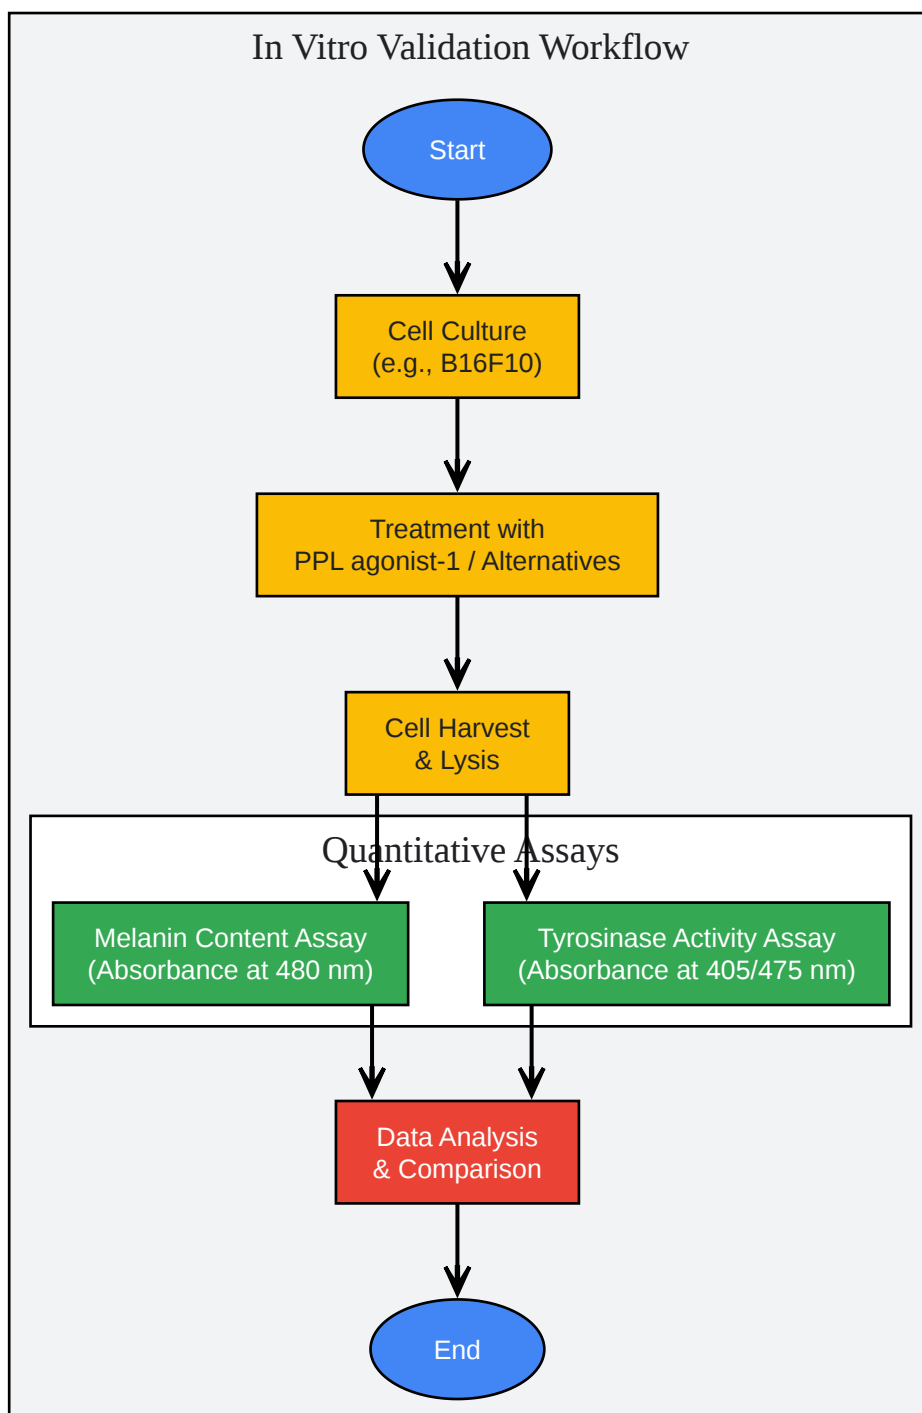 In Vitro Validation Workflow
Start
Cell Culture
(e.g., B16F10)
Treatment with
PPL agonist-1 / Alternatives
Cell Harvest
& Lysis
Quantitative Assays
Melanin Content Assay
(Absorbance at 480 nm)
Tyrosinase Activity Assay
(Absorbance at 405/475 nm)
Data Analysis
& Comparison
End